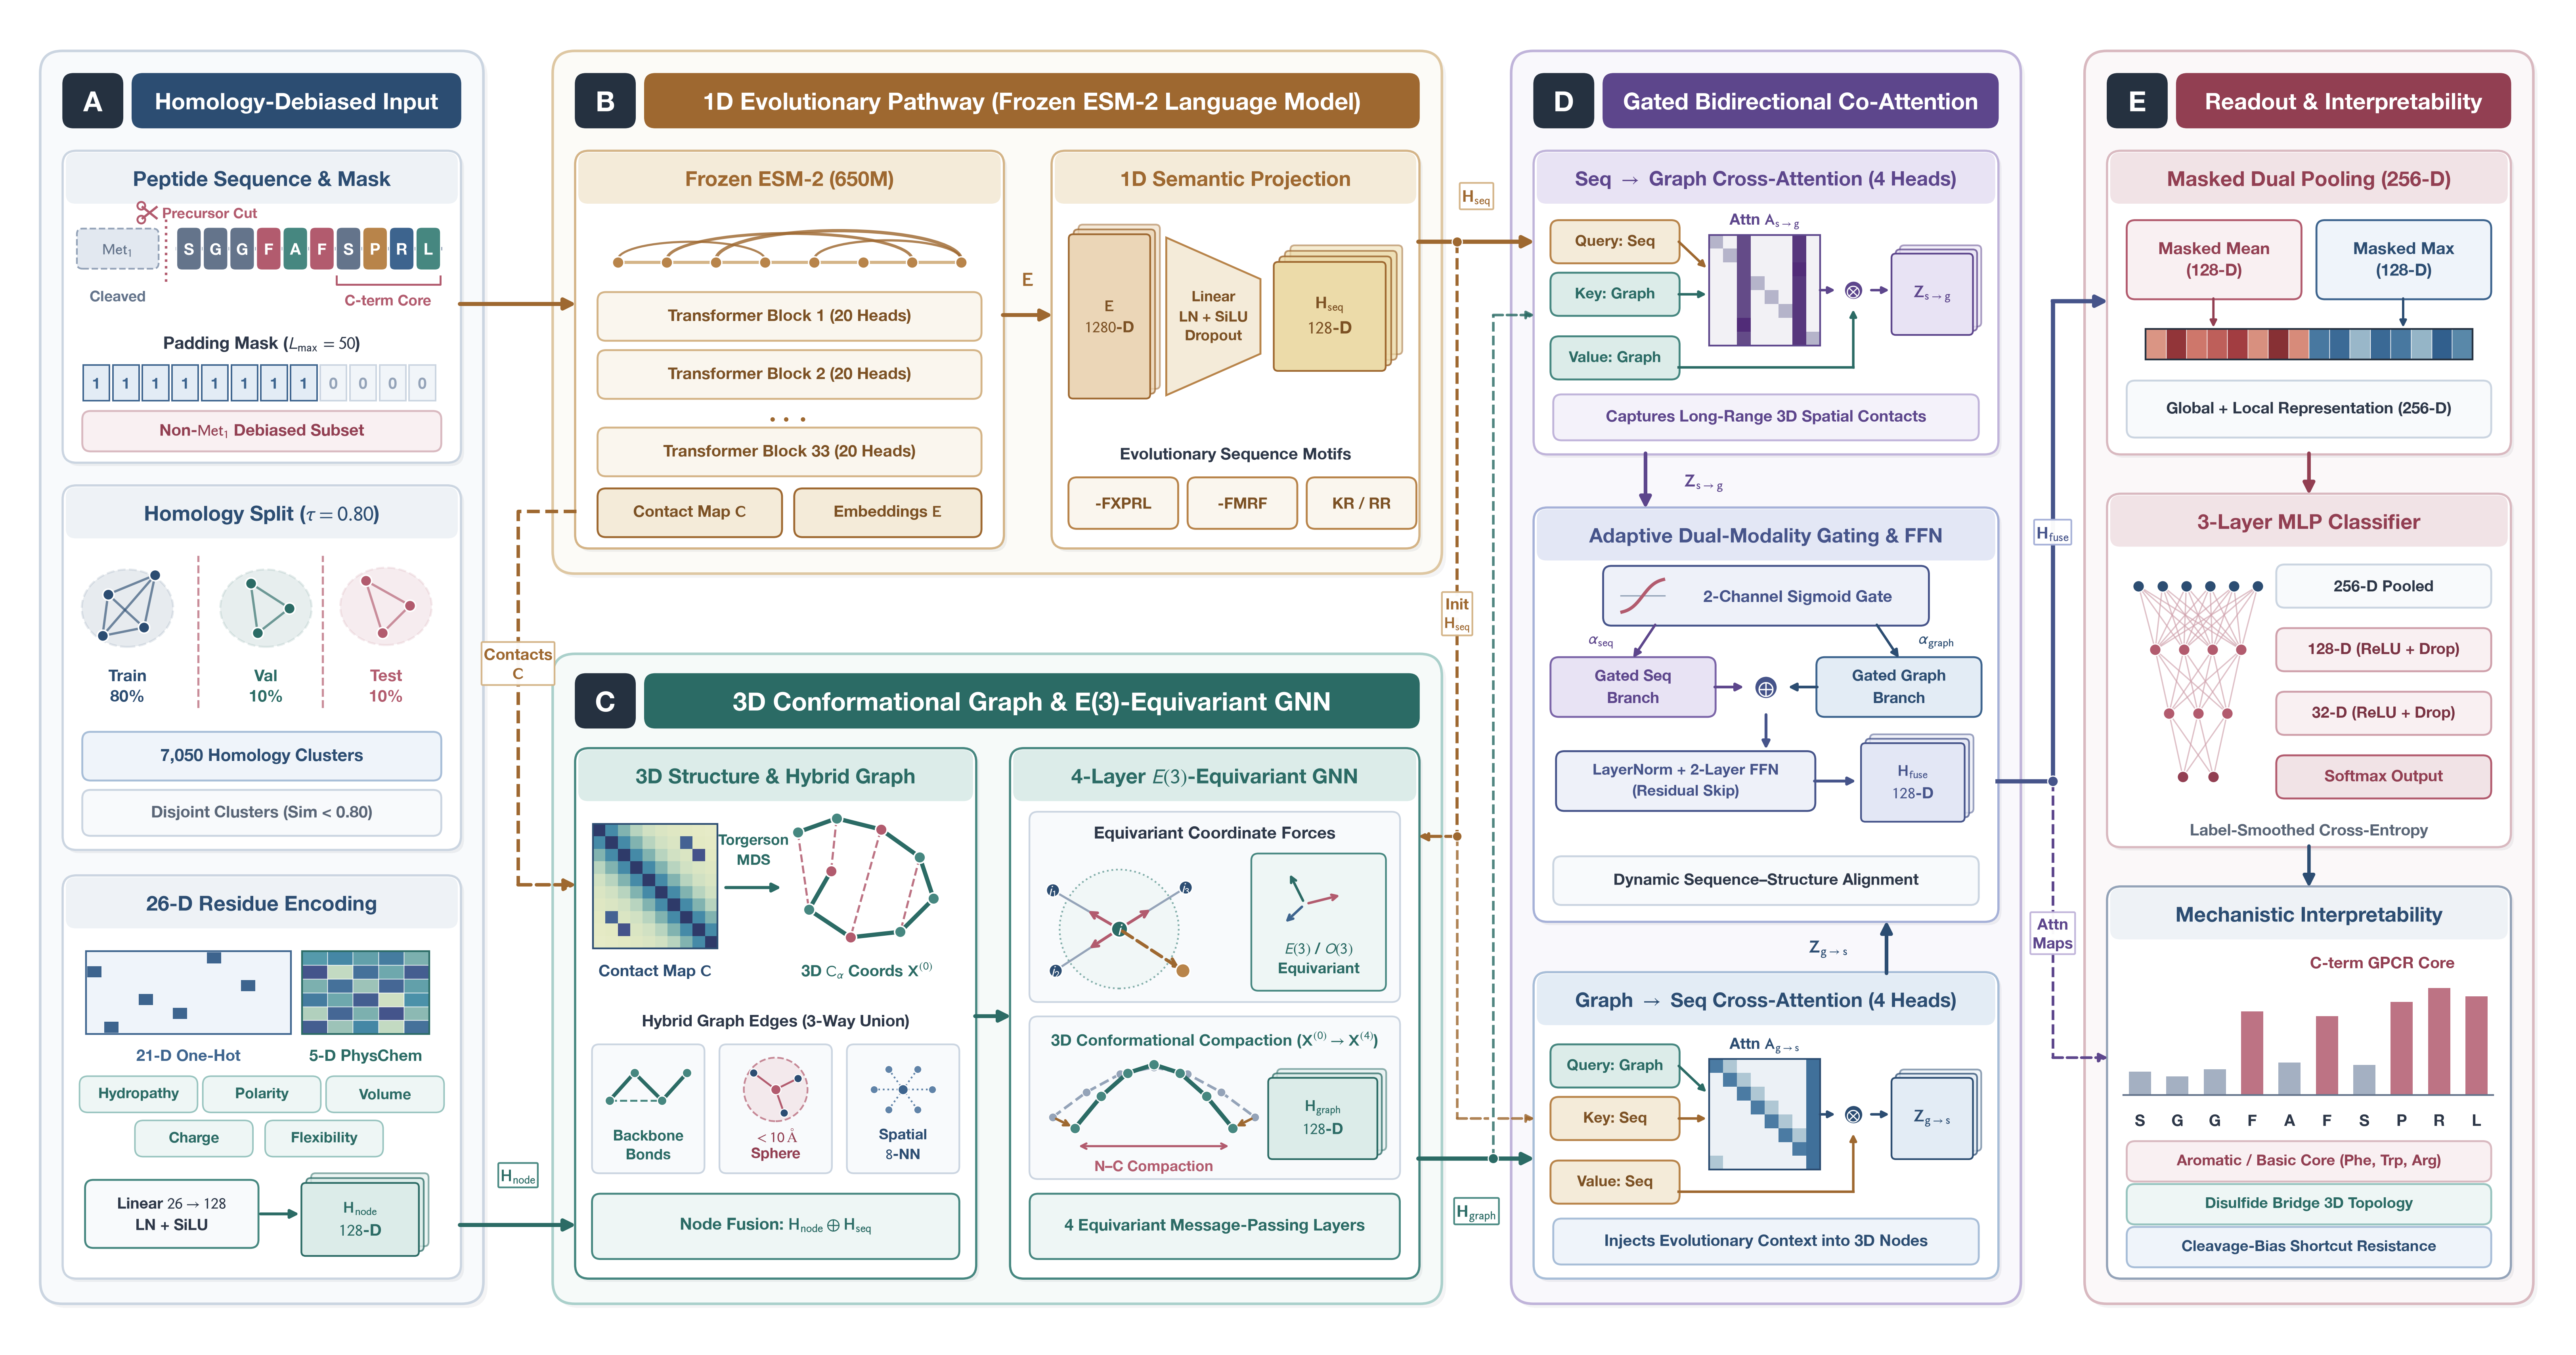 A
Homology-Debiased Input
Peptide Sequence & Mask
Precursor Cut
Met₁
S G G F A F S P R L
Cleaved
C-term Core
Padding Mask (Lmax = 50)
1 1 1 1 1 1 1 1 0 0 0 0
Non-Met₁ Debiased Subset
Homology Split (τ = 0.80)
Train
80%
Val
10%
Test
10%
7,050 Homology Clusters
Disjoint Clusters (Sim < 0.80)
26-D Residue Encoding
21-D One-Hot
5-D PhysChem
Hydropathy
Polarity
Volume
Charge
Flexibility
Linear 26 → 128
LN + SiLU
Hnode
128-D
Hnode
B
1D Evolutionary Pathway (Frozen ESM-2 Language Model)
Frozen ESM-2 (650M)
Transformer Block 1 (20 Heads)
Transformer Block 2 (20 Heads)
. . .
Transformer Block 33 (20 Heads)
Contact Map C
Embeddings E
E
1D Semantic Projection
E
1280-D
Linear
LN + SiLU
Dropout
Hseq
128-D
Evolutionary Sequence Motifs
-FXPRL
-FMRF
KR / RR
Hseq
Init
Hseq
Contacts
C
C
3D Conformational Graph & E(3)-Equivariant GNN
3D Structure & Hybrid Graph
Torgerson
MDS
Contact Map C
3D Cα Coords X⁽⁰⁾
Hybrid Graph Edges (3-Way Union)
Backbone
Bonds
< 10 Å
Sphere
Spatial
8-NN
Node Fusion: Hnode ⊕ Hseq
4-Layer E(3)-Equivariant GNN
Equivariant Coordinate Forces
j₁
j₃
i
j₂
E(3) / O(3)
Equivariant
3D Conformational Compaction (X⁽⁰⁾ → X⁽⁴⁾)
Hgraph
128-D
N–C Compaction
4 Equivariant Message-Passing Layers
Hgraph
D
Gated Bidirectional Co-Attention
Seq → Graph Cross-Attention (4 Heads)
Query: Seq
Key: Graph
Value: Graph
Attn As→g
⊗
Zs→g
Captures Long-Range 3D Spatial Contacts
Zs→g
Adaptive Dual-Modality Gating & FFN
2-Channel Sigmoid Gate
αseq
αgraph
Gated Seq
Branch
⊕
Gated Graph
Branch
LayerNorm + 2-Layer FFN
(Residual Skip)
Hfuse
128-D
Dynamic Sequence–Structure Alignment
Zg→s
Graph → Seq Cross-Attention (4 Heads)
Query: Graph
Key: Seq
Value: Seq
Attn Ag→s
⊗
Zg→s
Injects Evolutionary Context into 3D Nodes
Hfuse
Attn
Maps
E
Readout & Interpretability
Masked Dual Pooling (256-D)
Masked Mean
(128-D)
Masked Max
(128-D)
Global + Local Representation (256-D)
3-Layer MLP Classifier
256-D Pooled
128-D (ReLU + Drop)
32-D (ReLU + Drop)
Softmax Output
Label-Smoothed Cross-Entropy
Mechanistic Interpretability
C-term GPCR Core
S G G F A F S P R L
Aromatic / Basic Core (Phe, Trp, Arg)
Disulfide Bridge 3D Topology
Cleavage-Bias Shortcut Resistance